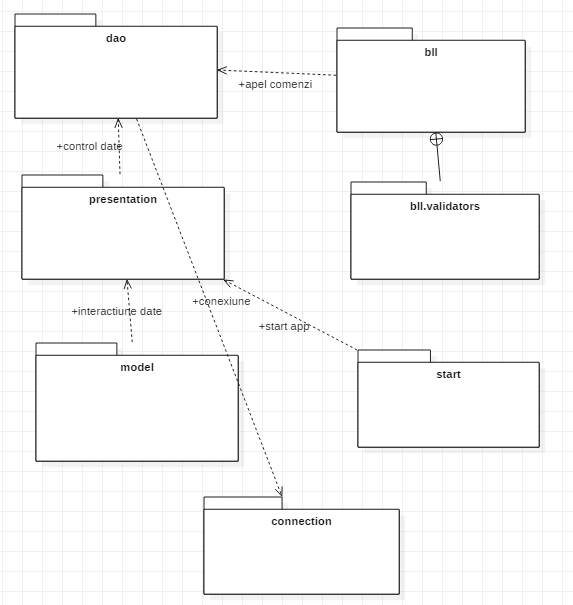 dao
bll
+apel comenzi
+control date
presentation
bll.validators
+conexiune
+interactiune date
+start app
model
start
connection